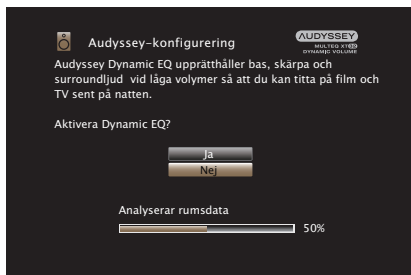 Audyssey-konfigurering
AUDYSSEY
MULTEQ XT32
DYNAMIC VOLUME
Audyssey Dynamic EQ upprätthåller bas, skärpa och
surroundljud vid låga volymer så att du kan titta på film och
TV sent på natten.
Aktivera Dynamic EQ?
Ja
Nej
Analyserar rumsdata
50%